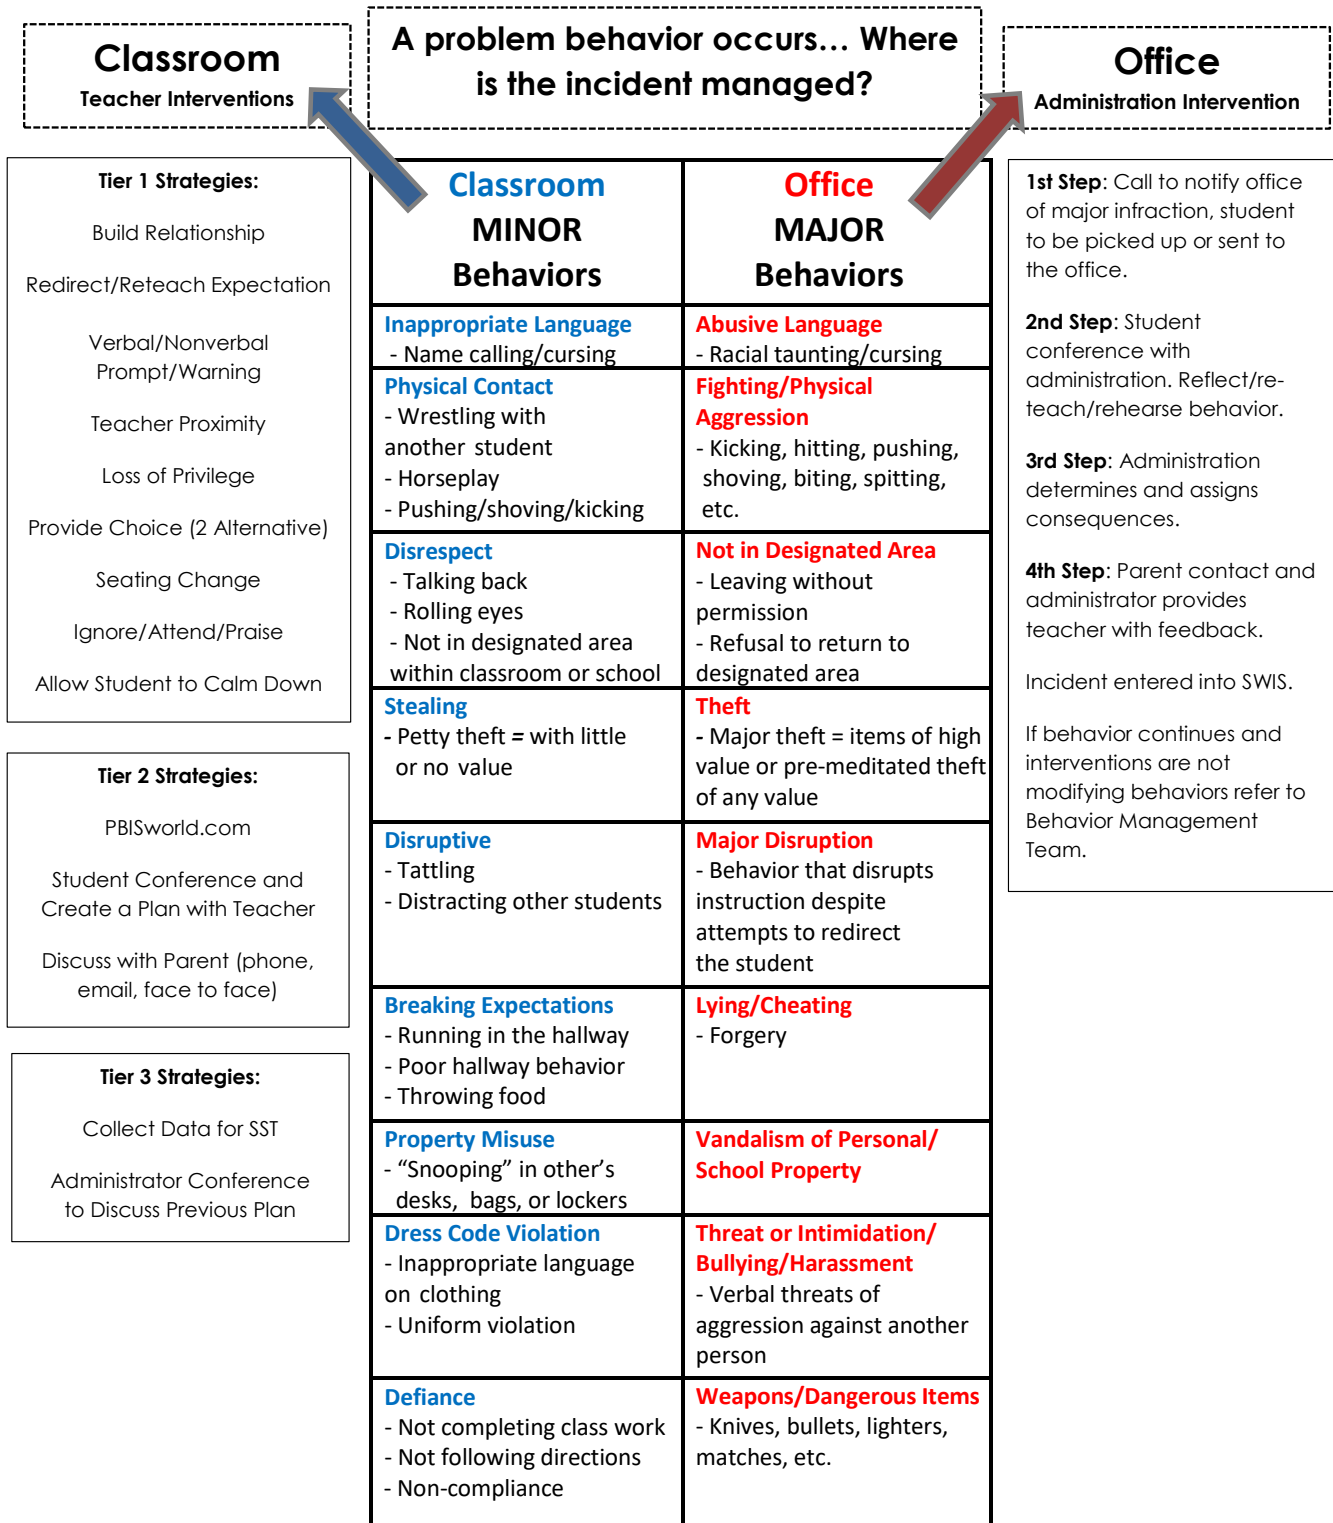 Classroom
Teacher Interventions
A problem behavior occurs... Where
is the incident managed?
Office
Administration Intervention
Tier 1 Strategies:
Build Relationship
Redirect/Reteach Expectation
Verbal/Nonverbal
Prompt/Warning
Teacher Proximity
Loss of Privilege
Provide Choice (2 Alternative)
Seating Change
Ignore/Attend/Praise
Allow Student to Calm Down
Tier 2 Strategies:
PBISworld.com
Student Conference and
Create a Plan with Teacher
Discuss with Parent (phone,
email, face to face)
Tier 3 Strategies:
Collect Data for SST
Administrator Conference
to Discuss Previous Plan
Classroom
MINOR
Behaviors
Office
MAJOR
Behaviors
Inappropriate Language
- Name calling/cursing
Abusive Language
- Racial taunting/cursing
Physical Contact
- Wrestling with
another student
- Horseplay
- Pushing/shoving/kicking
Fighting/Physical
Aggression
- Kicking, hitting, pushing,
shoving, biting, spitting,
etc.
Disrespect
- Talking back
- Rolling eyes
- Not in designated area
within classroom or school
Not in Designated Area
- Leaving without
permission
- Refusal to return to
designated area
Stealing
- Petty theft = with little
or no value
Theft
- Major theft = items of high
value or pre-meditated theft
of any value
Disruptive
- Tattling
- Distracting other students
Major Disruption
- Behavior that disrupts
instruction despite
attempts to redirect
the student
Breaking Expectations
- Running in the hallway
- Poor hallway behavior
- Throwing food
Lying/Cheating
- Forgery
Property Misuse
- “Snooping” in other’s
desks, bags, or lockers
Vandalism of Personal/
School Property
Dress Code Violation
- Inappropriate language
on clothing
- Uniform violation
Threat or Intimidation/
Bullying/Harassment
- Verbal threats of
aggression against another
person
Defiance
- Not completing class work
- Not following directions
- Non-compliance
Weapons/Dangerous Items
- Knives, bullets, lighters,
matches, etc.
1st Step: Call to notify office
of major infraction, student
to be picked up or sent to
the office.
2nd Step: Student
conference with
administration. Reflect/re-
teach/rehearse behavior.
3rd Step: Administration
determines and assigns
consequences.
4th Step: Parent contact and
administrator provides
teacher with feedback.
Incident entered into SWIS.
If behavior continues and
interventions are not
modifying behaviors refer to
Behavior Management
Team.